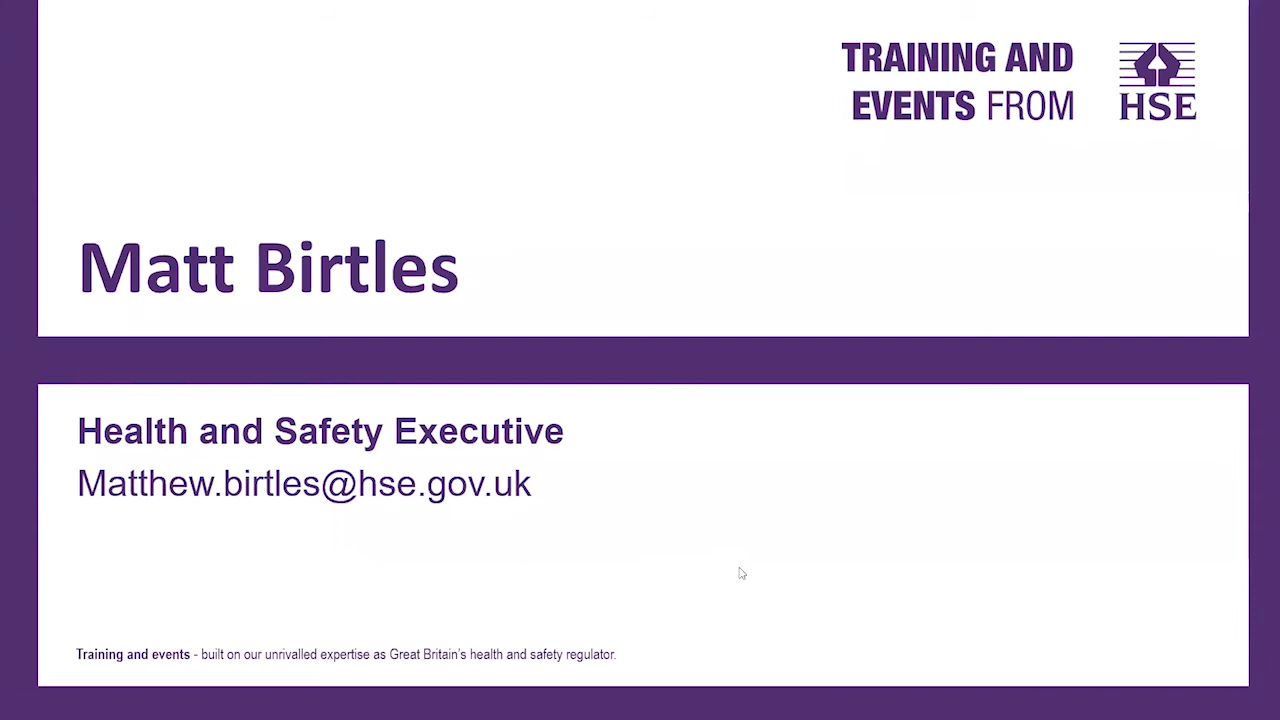 TRAINING AND
EVENTS FROM
HSE
Matt Birtles
Health and Safety Executive
Matthew.birtles@hse.gov.uk
Training and events - built on our unrivalled expertise as Great Britain's health and safety regulator.